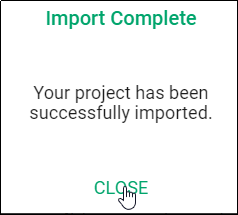 Import Complete
Your project has been
successfully imported.
CLOSE